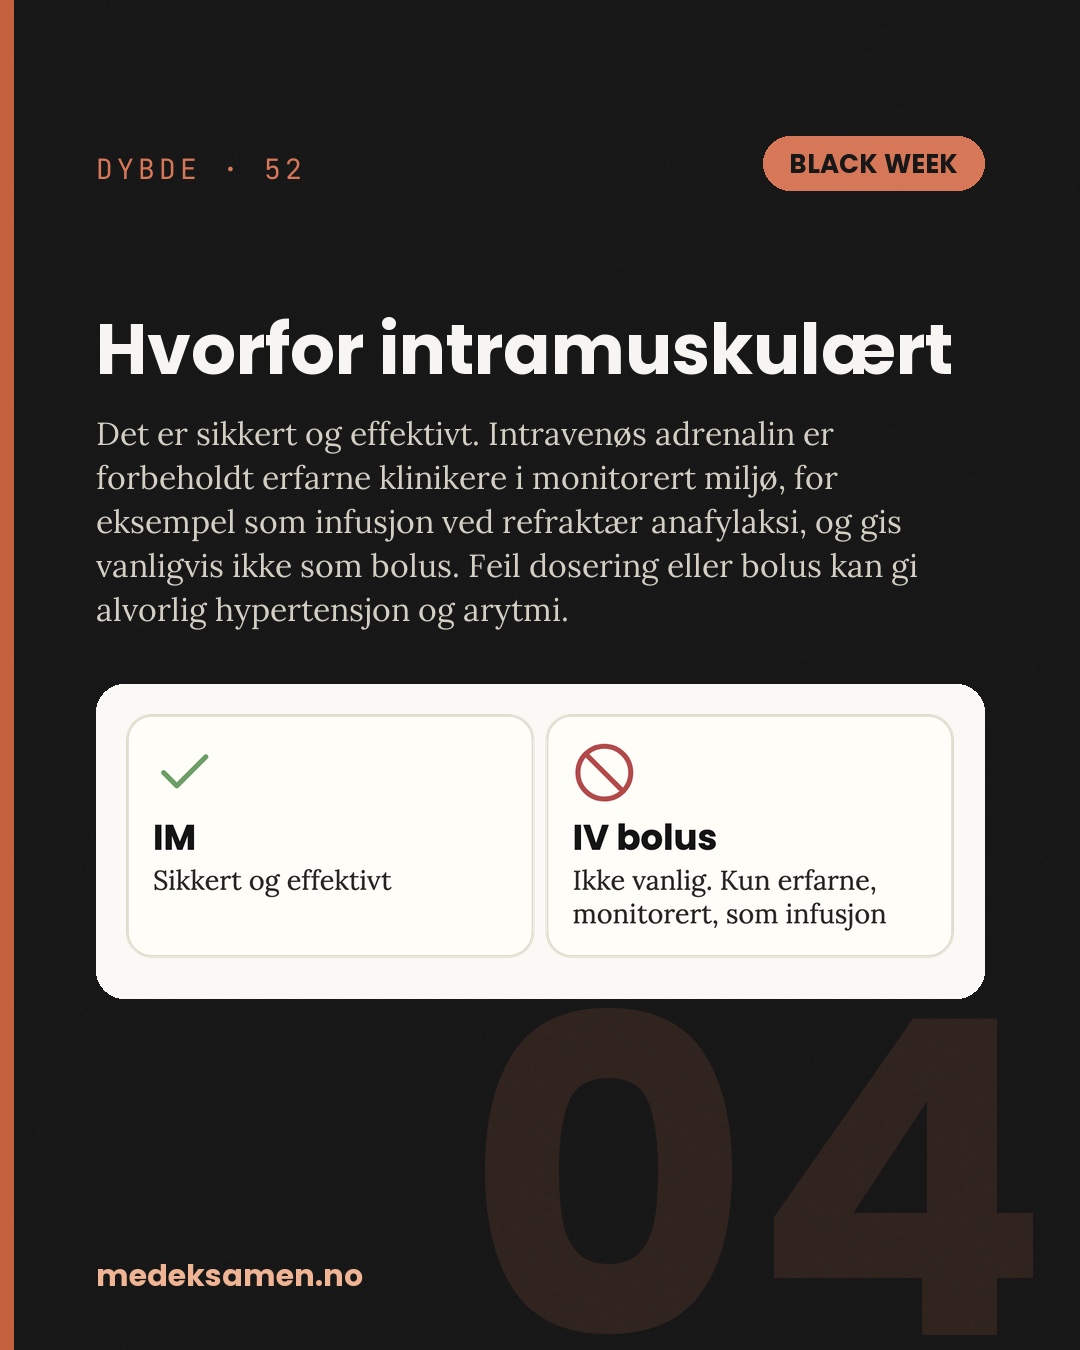 DYBDE · 52
BLACK WEEK
Hvorfor intramuskulært
Det er sikkert og effektivt. Intravenøs adrenalin er
forbeholdt erfarne klinikere i monitorert miljø, for
eksempel som infusjon ved refraktær anafylaksi, og gis
vanligvis ikke som bolus. Feil dosering eller bolus kan gi
alvorlig hypertensjon og arytmi.
IM
Sikkert og effektivt
IV bolus
Ikke vanlig. Kun erfarne,
monitorert, som infusjon
04
medeksamen.no